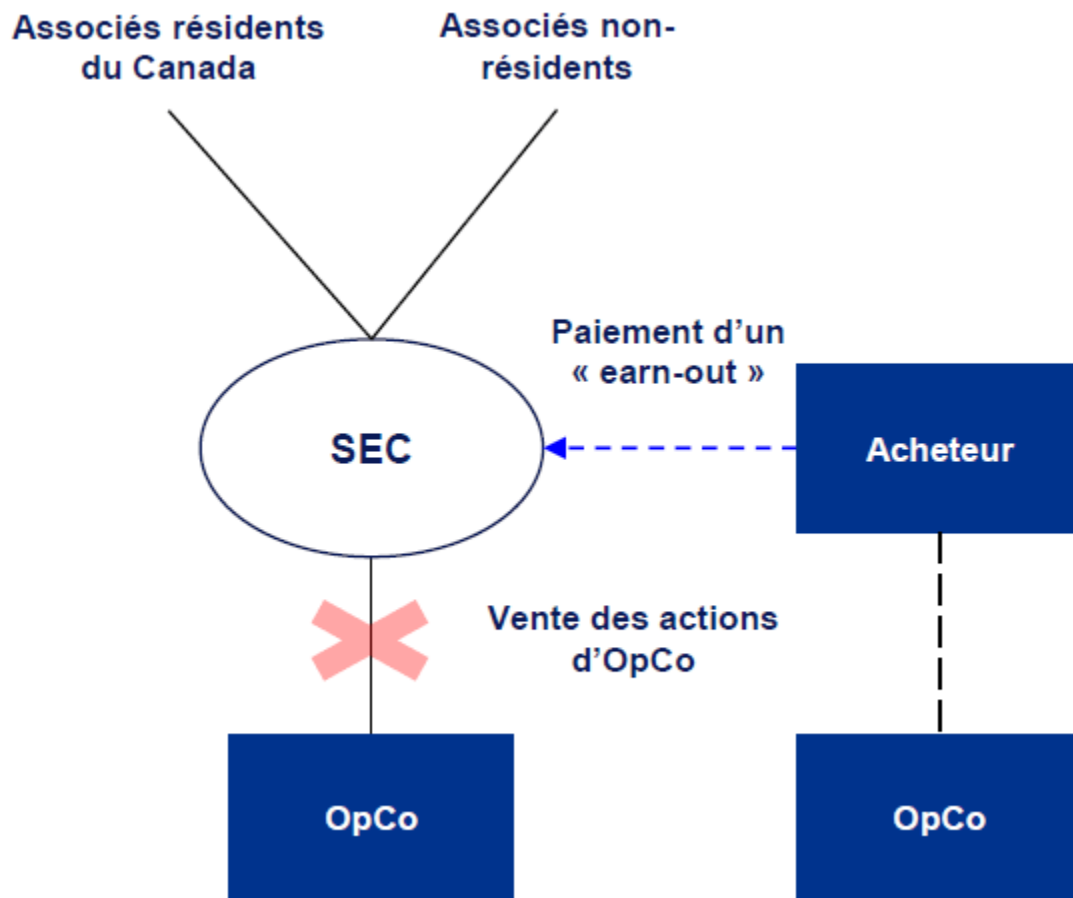 Associés résidents
du Canada
Associés non-
résidents
Paiement d’un
« earn-out »
SEC
Acheteur
Vente des actions
d’OpCo
OpCo
OpCo